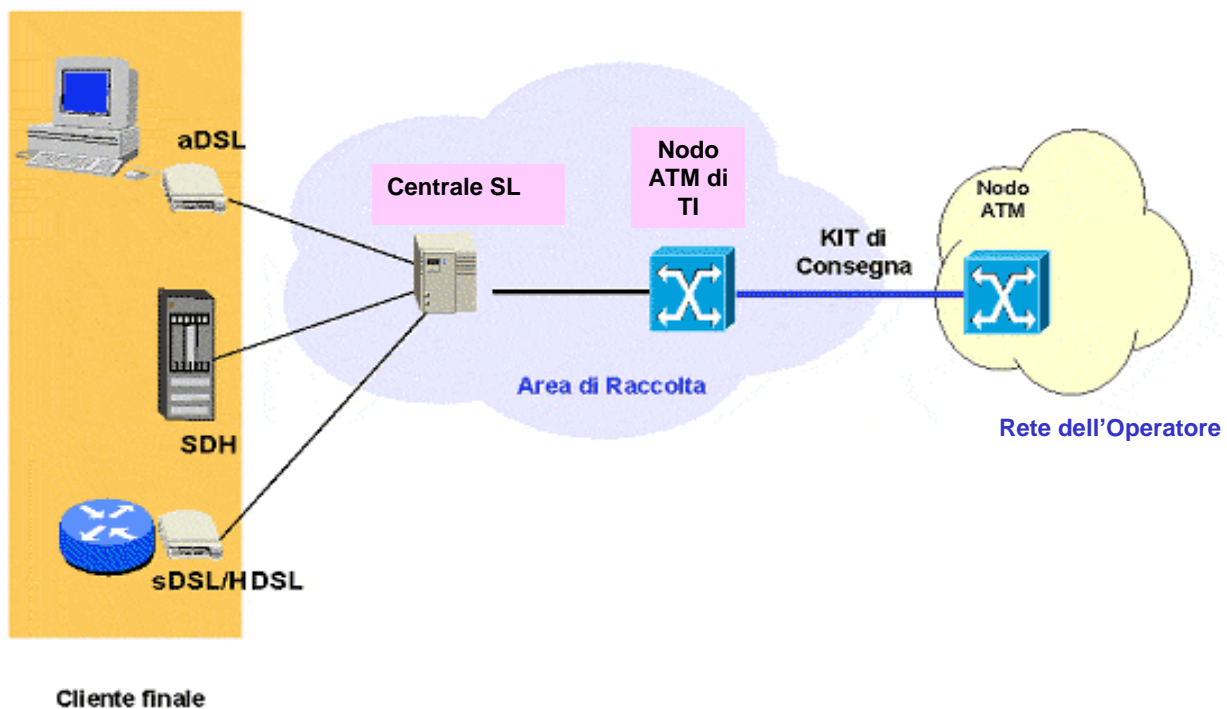 aDSL
Centrale SL
Nodo
ATM di
TI
Nodo
ATM
KIT di
Consegna
Area di Raccolta
SDH
Rete dell’Operatore
sDSL/HDSL
Cliente finale